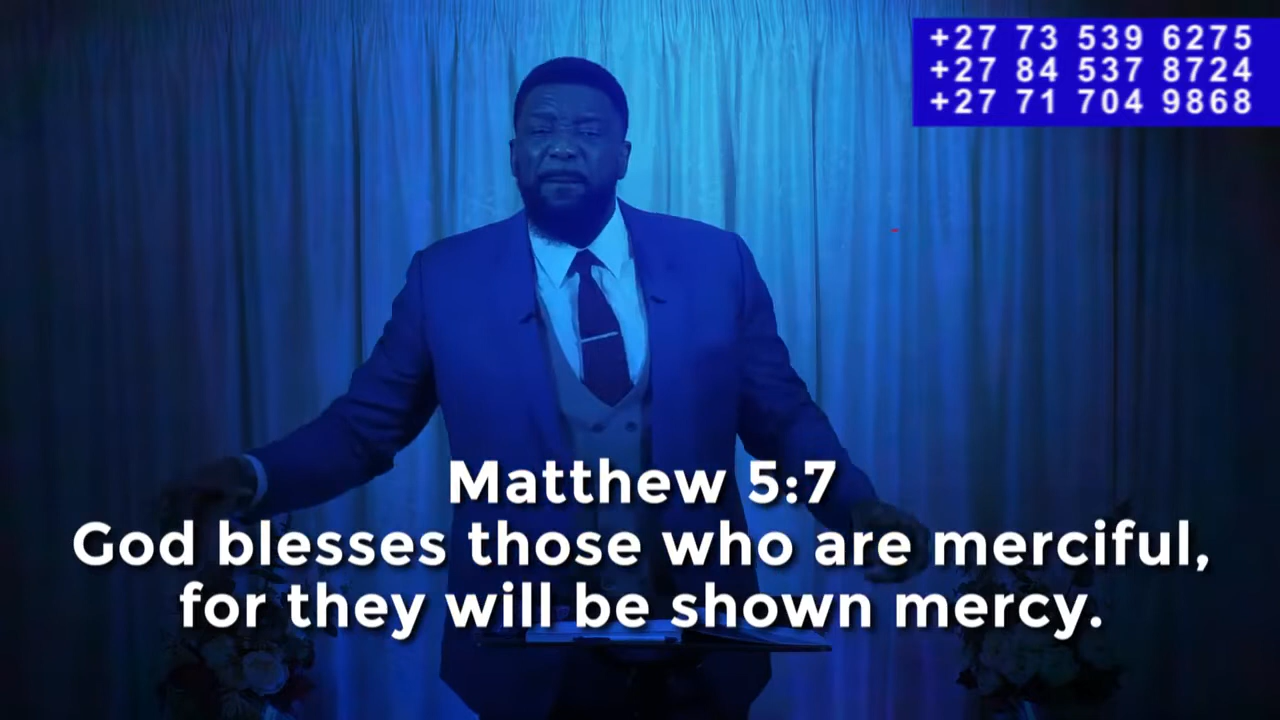 +27 73 539 6275
+27 84 537 8724
+27 71 704 9868
Matthew 5:7
God blesses those who are merciful,
for they will be shown mercy.